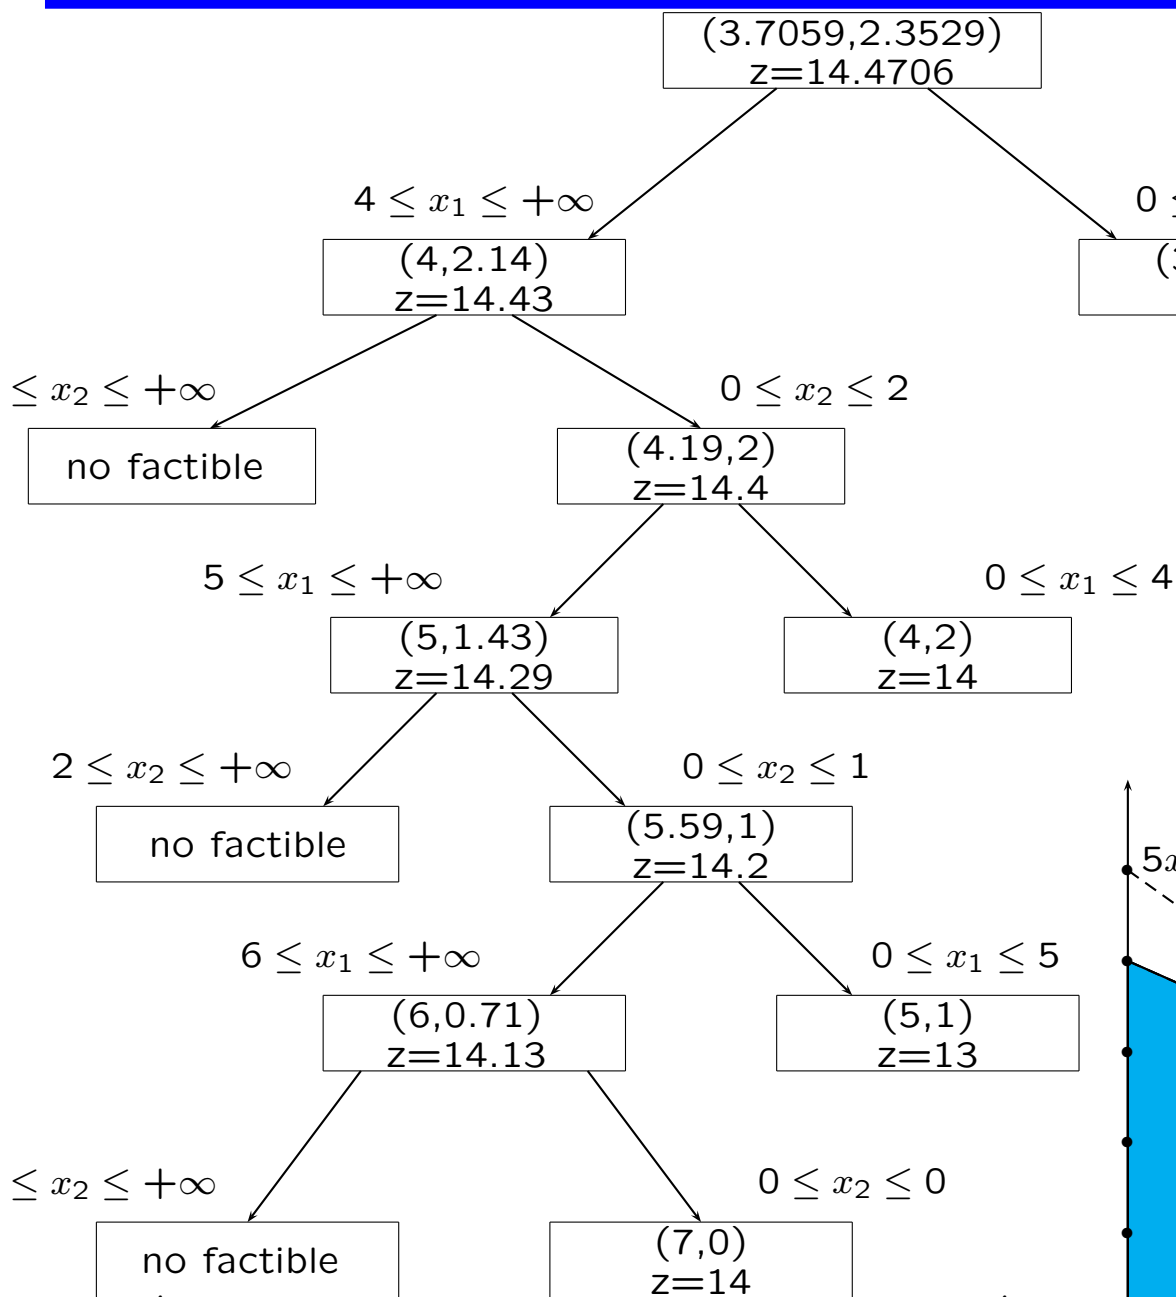 (3.7059,2.3529)
z=14.4706
4 ≤ x₁ ≤ +∞
0 ≤
(4,2.14)
z=14.43
(3
≤ x₂ ≤ +∞
0 ≤ x₂ ≤ 2
no factible
(4.19,2)
z=14.4
5 ≤ x₁ ≤ +∞
0 ≤ x₁ ≤ 4
(5,1.43)
z=14.29
(4,2)
z=14
2 ≤ x₂ ≤ +∞
0 ≤ x₂ ≤ 1
no factible
(5.59,1)
z=14.2
5x
6 ≤ x₁ ≤ +∞
0 ≤ x₁ ≤ 5
(6,0.71)
z=14.13
(5,1)
z=13
≤ x₂ ≤ +∞
0 ≤ x₂ ≤ 0
no factible
(7,0)
z=14